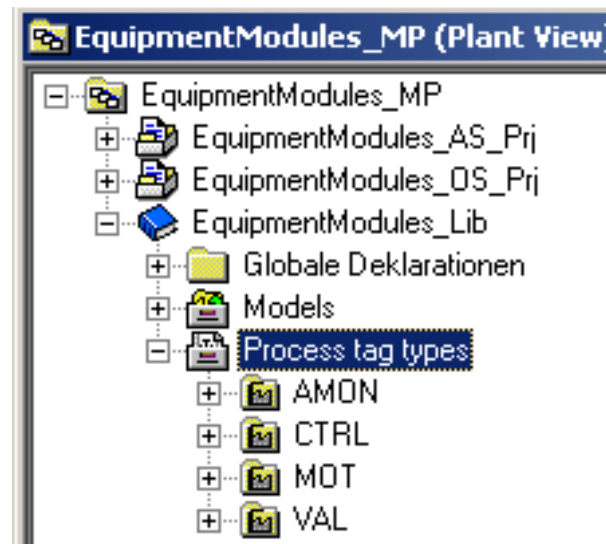 EquipmentModules_MP (Plant View)
EquipmentModules_MP
EquipmentModules_AS_Prj
EquipmentModules_OS_Prj
EquipmentModules_Lib
Globale Deklarationen
Models
Process tag types
AMON
CTRL
MOT
VAL